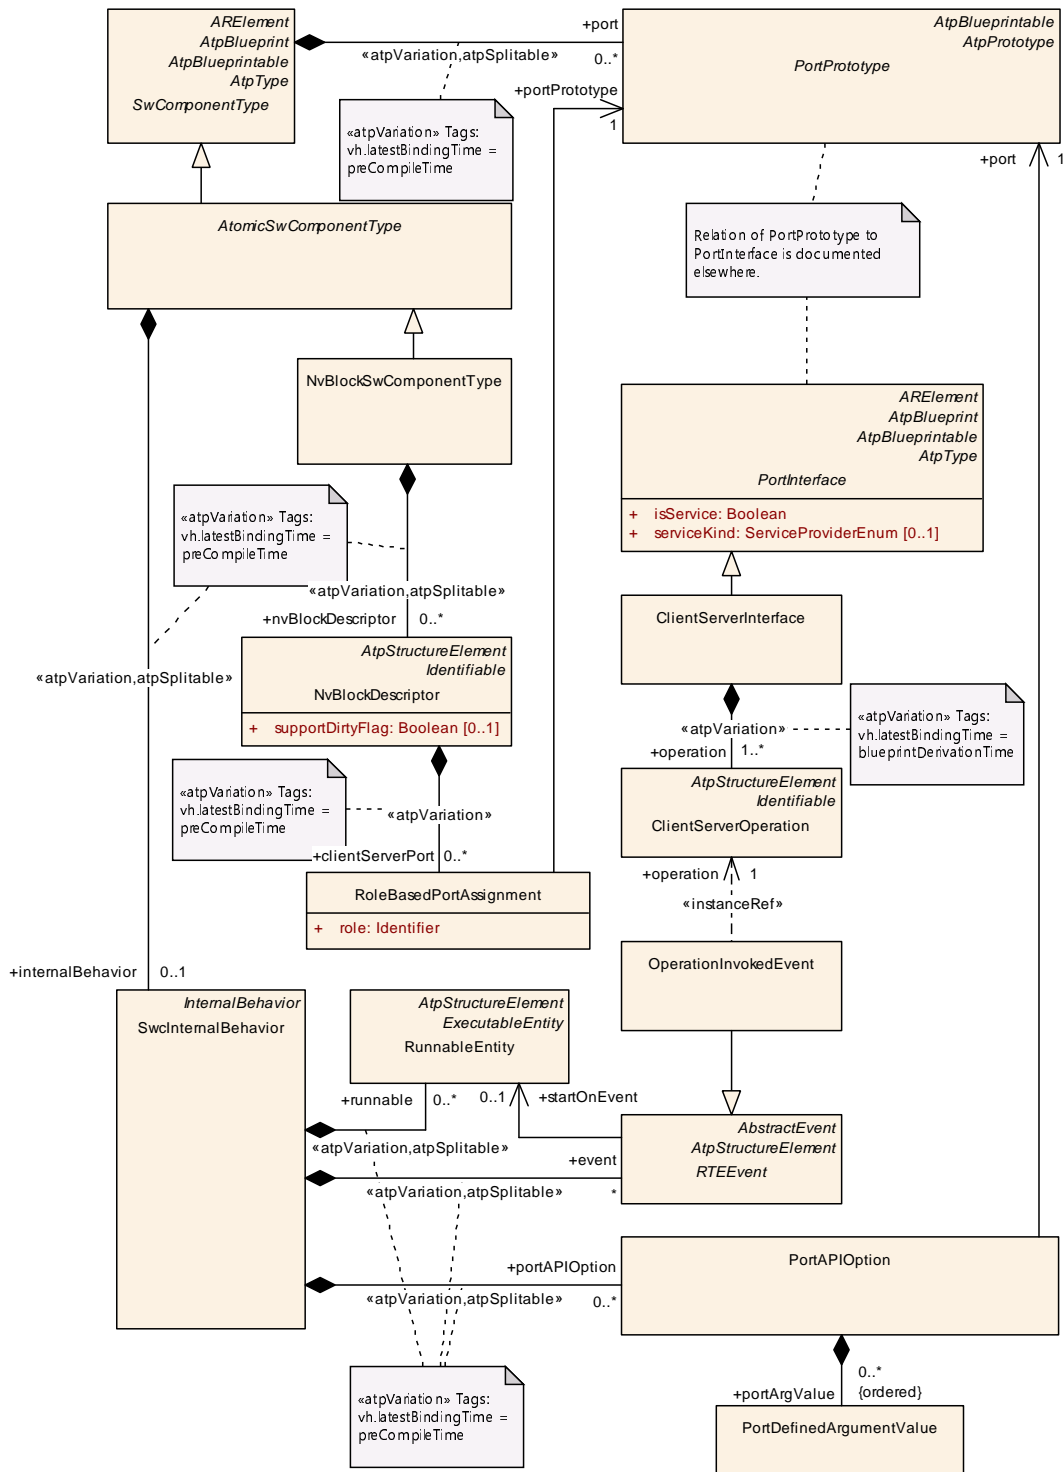 ARElement
AtpBlueprint
AtpBlueprintable
AtpType
SwComponentType
+port
«atpVariation,atpSplitable»
0..*
AtpBlueprintable
AtpPrototype
PortPrototype
+portPrototype
1
«atpVariation» Tags:
vh.latestBindingTime =
preCompileTime
+port
1
AtomicSwComponentType
Relation of PortPrototype to
PortInterface is documented
elsewhere.
NvBlockSwComponentType
ARElement
AtpBlueprint
AtpBlueprintable
AtpType
PortInterface
+ isService: Boolean
+ serviceKind: ServiceProviderEnum [0..1]
«atpVariation» Tags:
vh.latestBindingTime =
preCompileTime
«atpVariation,atpSplitable»
+nvBlockDescriptor
0..*
ClientServerInterface
AtpStructureElement
Identifiable
NvBlockDescriptor
+ supportDirtyFlag: Boolean [0..1]
«atpVariation,atpSplitable»
«atpVariation»
+operation
1..*
«atpVariation» Tags:
vh.latestBindingTime =
blueprintDerivationTime
«atpVariation» Tags:
vh.latestBindingTime =
preCompileTime
«atpVariation»
+clientServerPort
0..*
AtpStructureElement
Identifiable
ClientServerOperation
+operation
1
«instanceRef»
RoleBasedPortAssignment
+ role: Identifier
OperationInvokedEvent
+internalBehavior
0..1
InternalBehavior
SwcInternalBehavior
AtpStructureElement
ExecutableEntity
RunnableEntity
+runnable
0..*
0..1
+startOnEvent
«atpVariation,atpSplitable»
AbstractEvent
AtpStructureElement
RTEEvent
+event
«atpVariation,atpSplitable»
*
+portAPIOption
«atpVariation,atpSplitable»
0..*
PortAPIOption
«atpVariation» Tags:
vh.latestBindingTime =
preCompileTime
0..*
+portArgValue
{ordered}
PortDefinedArgumentValue